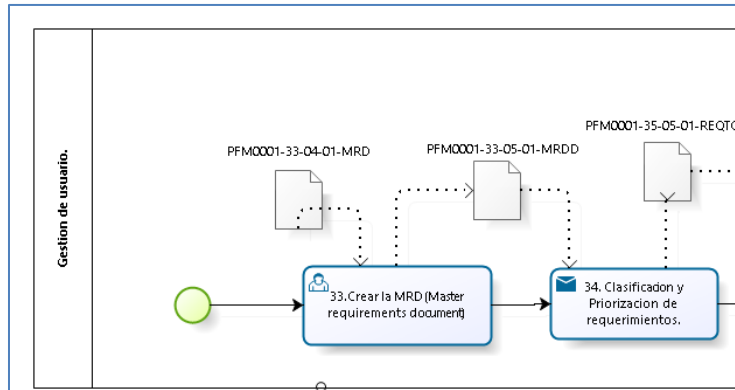 Gestion de usuario.
PFM0001-33-04-01-MRD
PFM0001-33-05-01-MRDD
PFM0001-35-05-01-REQTO
33.Crear la MRD (Master
requirements document)
34. Clasificacion y
Priorizacion de
requerimientos.